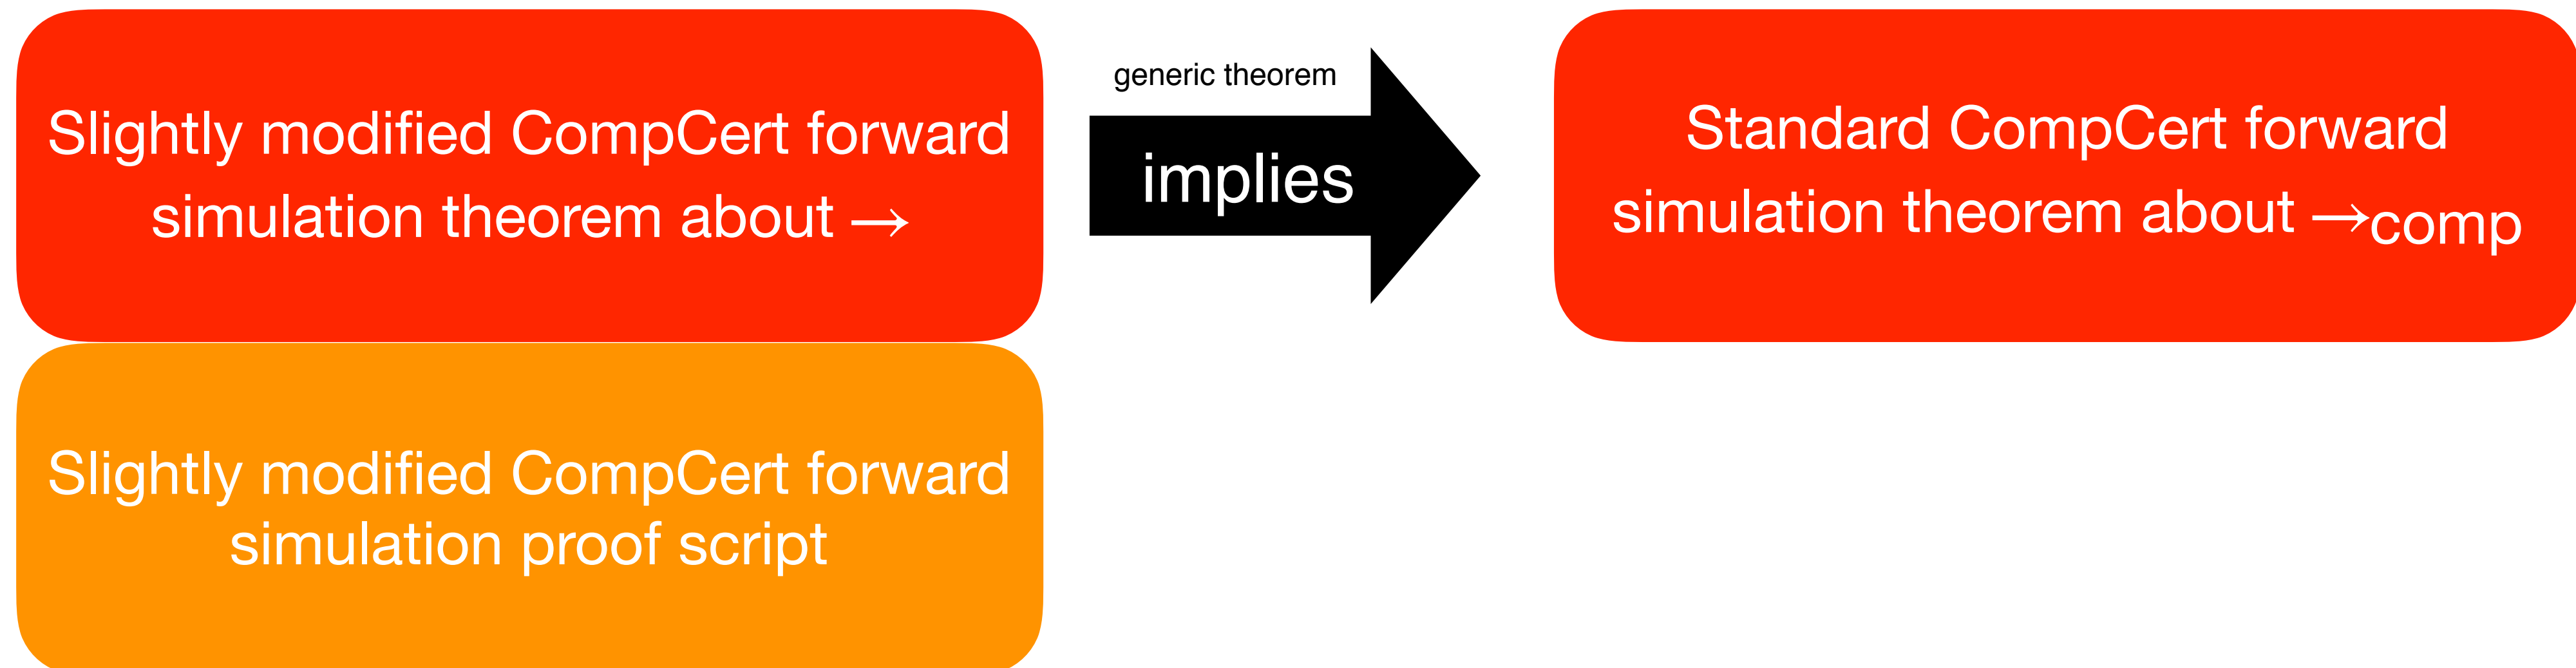 Slightly modified CompCert forward
simulation theorem about →
generic theorem
implies
Standard CompCert forward
simulation theorem about →comp
Slightly modified CompCert forward
simulation proof script